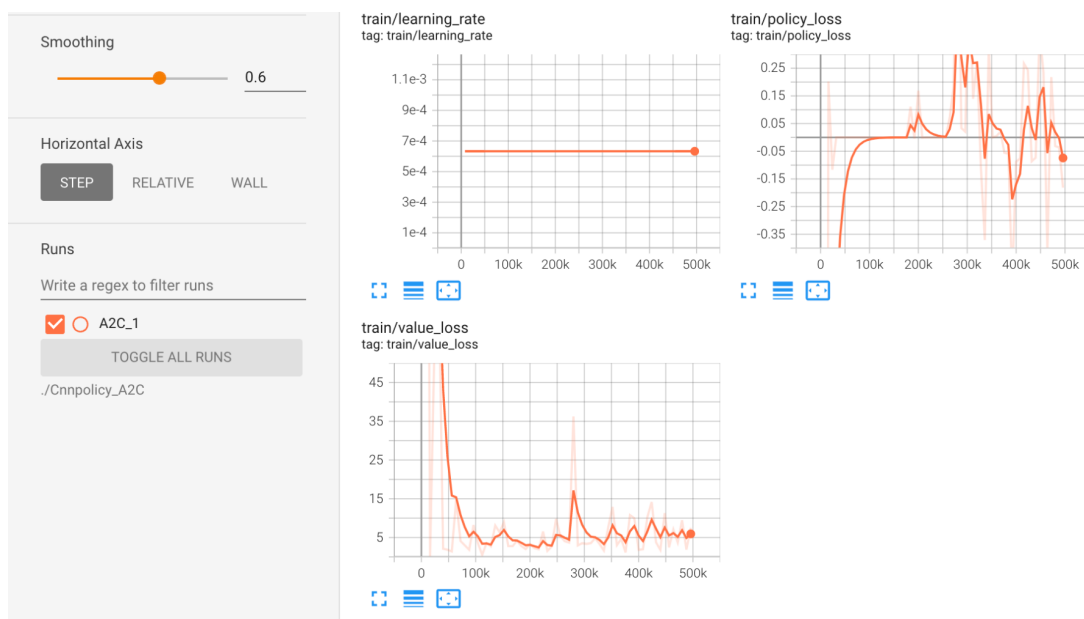 Smoothing
0.6
Horizontal Axis
STEP RELATIVE WALL
Runs
Write a regex to filter runs
A2C_1
TOGGLE ALL RUNS
./Cnnpolicy_A2C
train/learning_rate
tag: train/learning_rate
1.1e-3
9e-4
7e-4
5e-4
3e-4
1e-4
0 100k 200k 300k 400k 500k
train/policy_loss
tag: train/policy_loss
0.25
0.15
0.05
-0.05
-0.15
-0.25
-0.35
0 100k 200k 300k 400k 500k
train/value_loss
tag: train/value_loss
45
35
25
15
5
0 100k 200k 300k 400k 500k